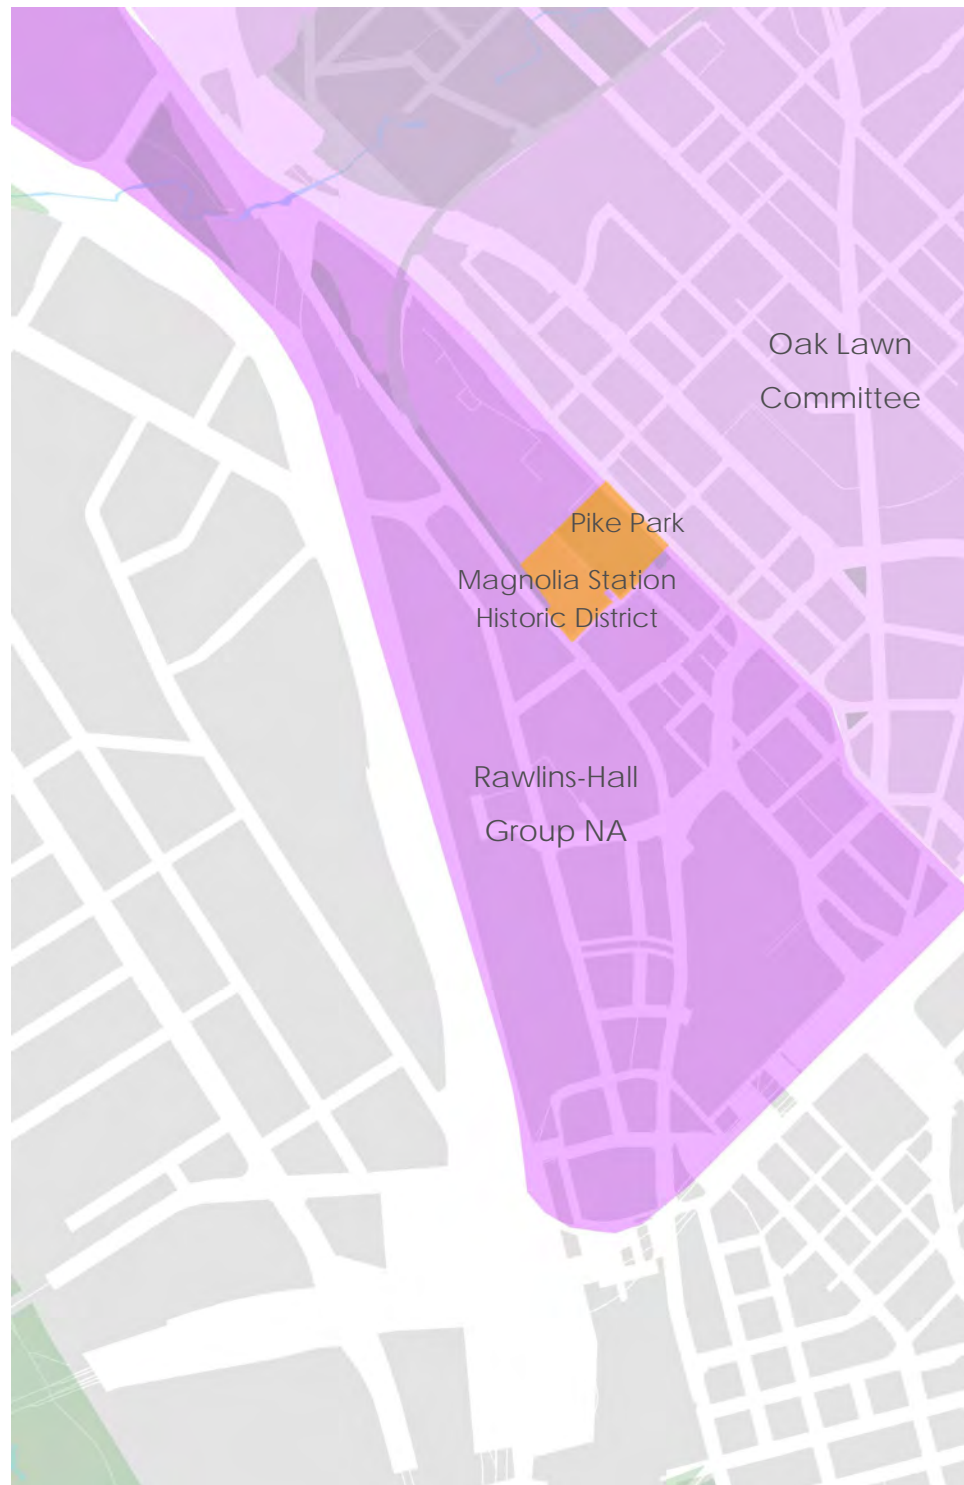 Oak Lawn
Committee
Pike Park
Magnolia Station
Historic District
Rawlins-Hall
Group NA